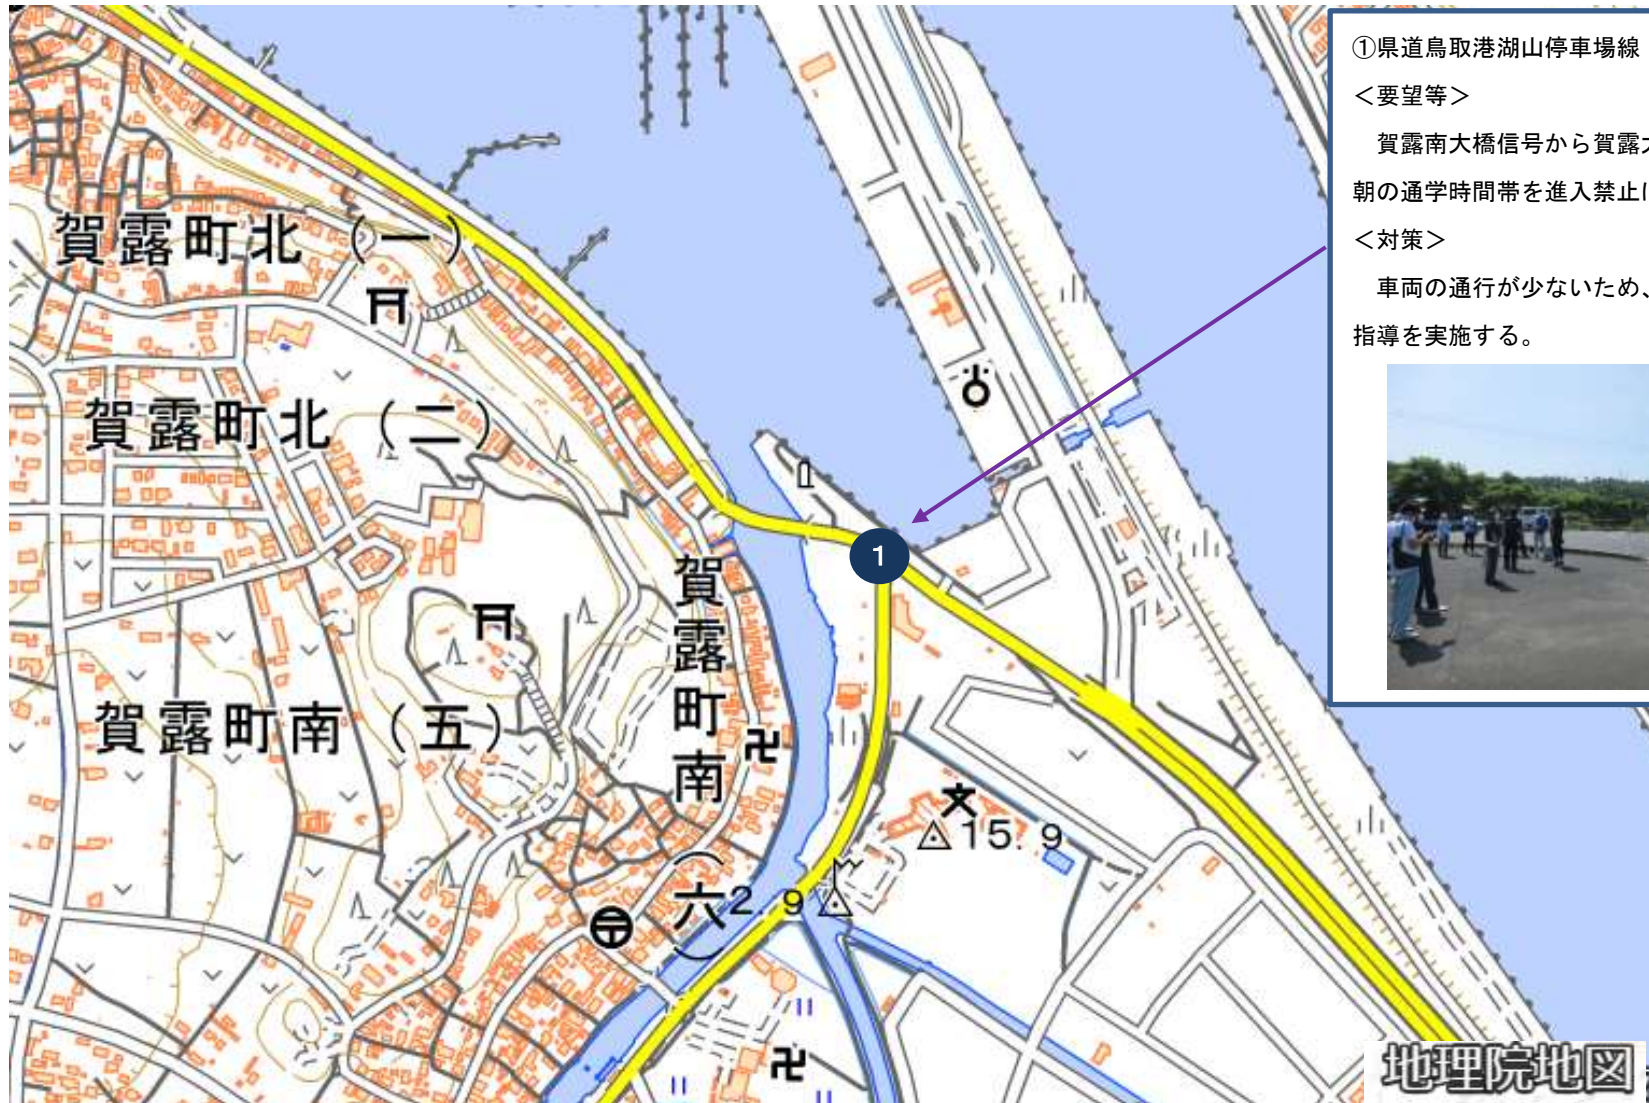 ①県道鳥取港湖山停車場線
＜要望等＞
賀露南大橋信号から賀露
朝の通学時間帯を進入禁止
＜対策＞
車両の通行が少ないため、
指導を実施する。
賀露町北（一）
賀露町北（二）
1
賀露町南（六）
賀露町南（五）
15.9
2.9
地理院地図